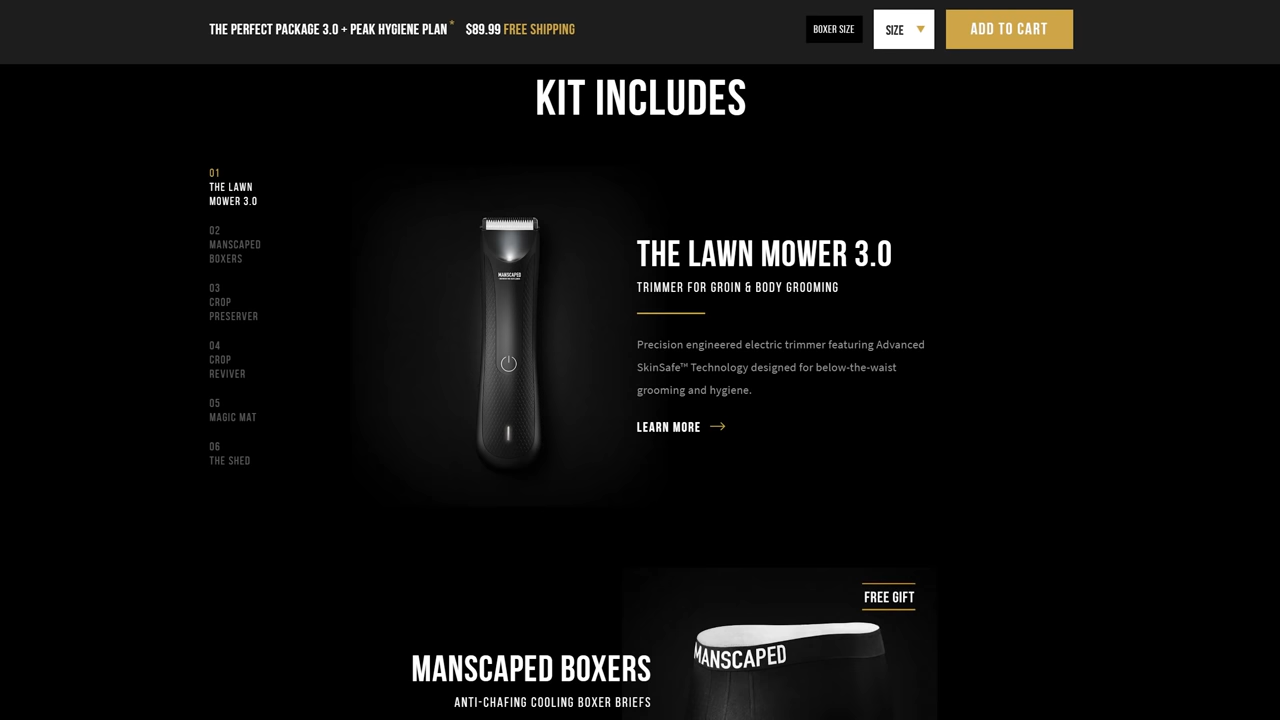 THE PERFECT PACKAGE 3.0 + PEAK HYGIENE PLAN* $89.99 FREE SHIPPING
BOXER SIZE
SIZE
ADD TO CART
KIT INCLUDES
01
THE LAWN
MOWER 3.0
02
MANSCAPED
BOXERS
03
CROP
PRESERVER
04
CROP
REVIVER
05
MAGIC MAT
06
THE SHED
MANSCAPED
THE LAWN MOWER 3.0
TRIMMER FOR GROIN & BODY GROOMING
Precision engineered electric trimmer featuring Advanced
SkinSafe™ Technology designed for below-the-waist
grooming and hygiene.
LEARN MORE
FREE GIFT
MANSCAPED
MANSCAPED BOXERS
ANTI-CHAFING COOLING BOXER BRIEFS